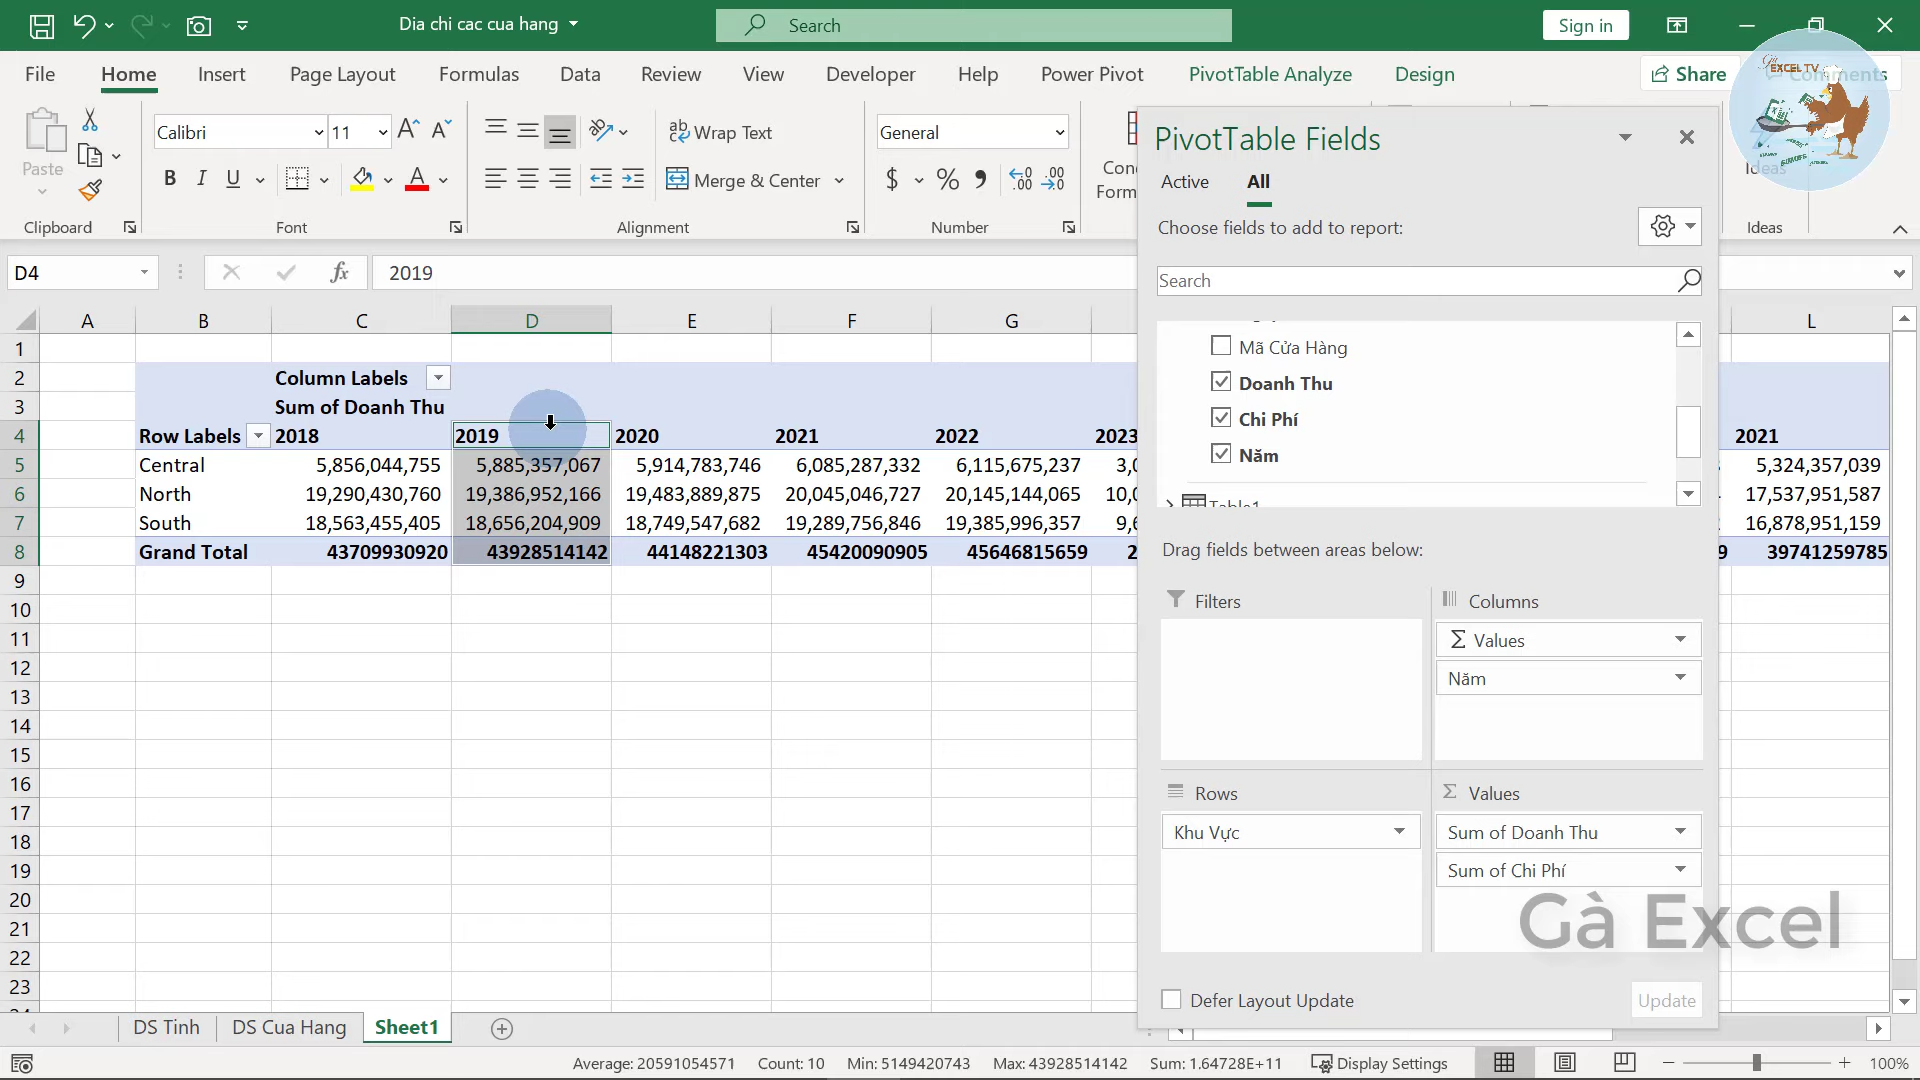 Dia chi cac cua hang
Search
Sign in
File
Home
Insert
Page Layout
Formulas
Data
Review
View
Developer
Help
Power Pivot
PivotTable Analyze
Design
Share
Comments
EXCEL TV
Paste
Calibri
11
Wrap Text
Merge & Center
General
Ideas
Clipboard
Font
Alignment
Number
Ideas
D4
2019
A B C D E F G L
1
2 Column Labels
3 Sum of Doanh Thu
4 Row Labels 2018 2019 2020 2021 2022 2023 2021
5 Central 5,856,044,755 5,885,357,067 5,914,783,746 6,085,287,332 6,115,675,237 5,324,357,039
6 North 19,290,430,760 19,386,952,166 19,483,889,875 20,045,046,727 20,145,144,065 17,537,951,587
7 South 18,563,455,405 18,656,204,909 18,749,547,682 19,289,756,846 19,385,996,357 16,878,951,159
8 Grand Total 43709930920 43928514142 44148221303 45420090905 45646815659 39741259785
9
10
11
12
13
14
15
16
17
18
19
20
21
22
23
PivotTable Fields
Active
All
Choose fields to add to report:
Search
Mã Cửa Hàng
Doanh Thu
Chi Phí
Năm
Drag fields between areas below:
Filters
Columns
Σ Values
Năm
Rows
Σ Values
Khu Vực
Sum of Doanh Thu
Sum of Chi Phí
Gà Excel
Defer Layout Update
Update
DS Tinh
DS Cua Hang
Sheet1
Average: 20591054571
Count: 10
Min: 5149420743
Max: 43928514142
Sum: 1.64728E+11
Display Settings
100%